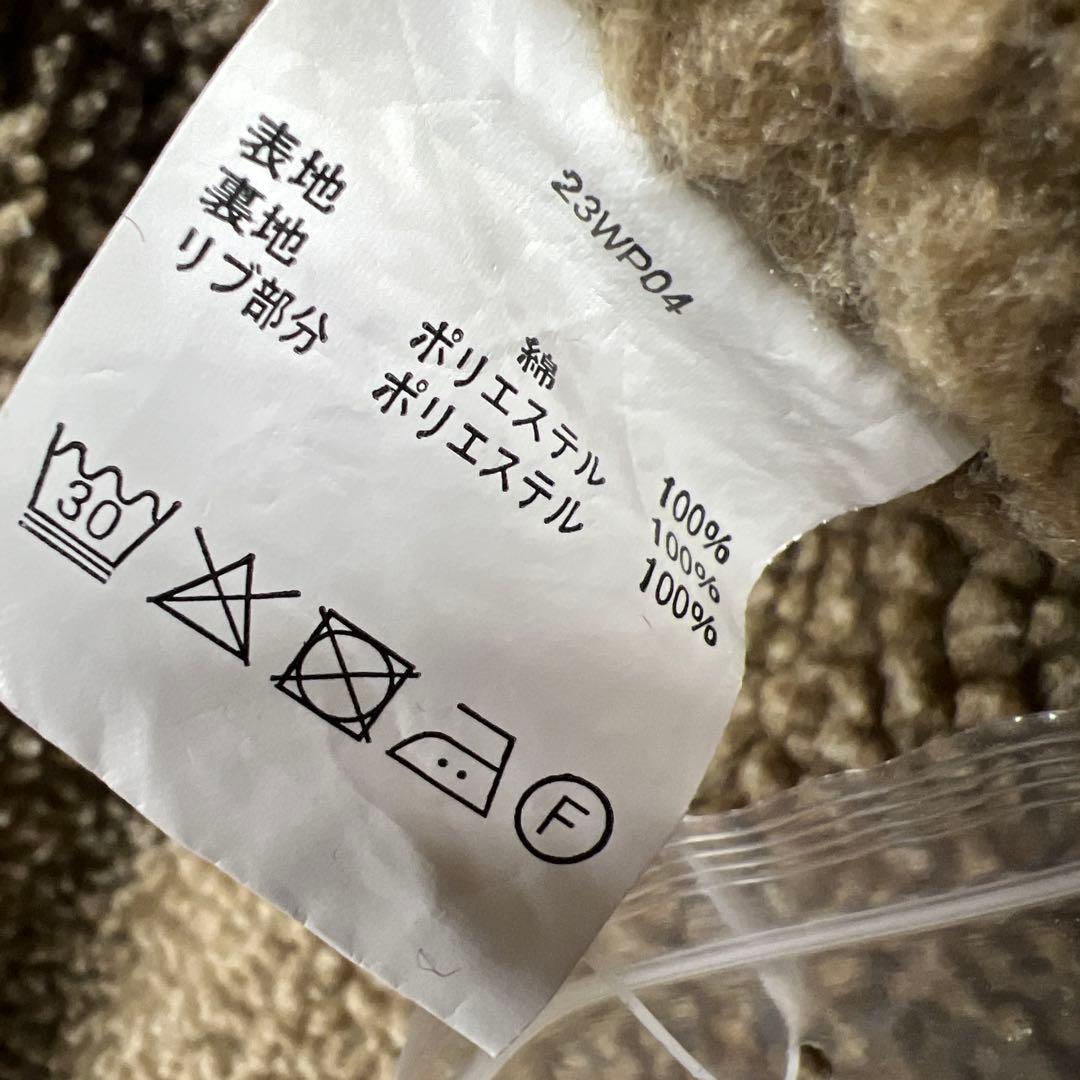 23WP04
表地 綿 100%
裏地 ポリエステル 100%
リブ部分 ポリエステル 100%
30
F